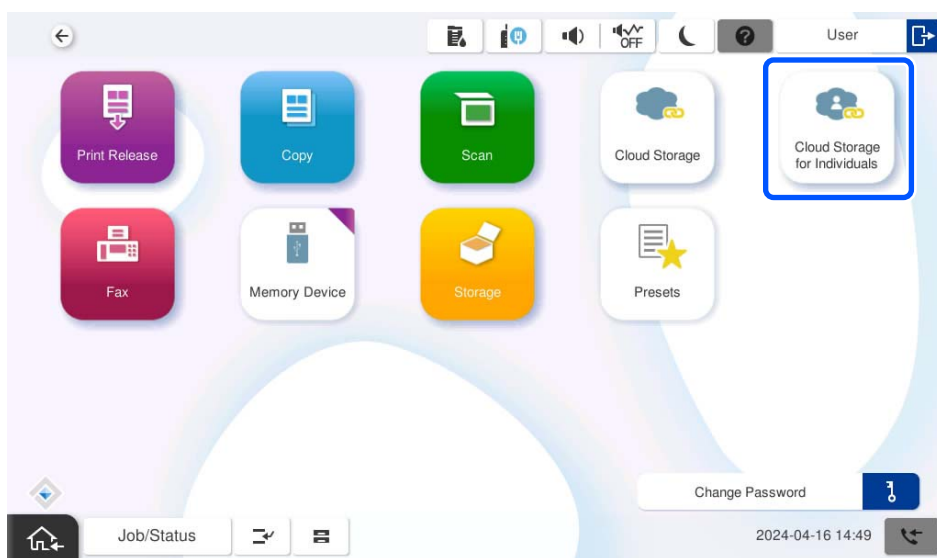 OFF
User
Print Release
Copy
Scan
Cloud Storage
Cloud Storage
for Individuals
Fax
Memory Device
Storage
Presets
Change Password
Job/Status
2024-04-16 14:49